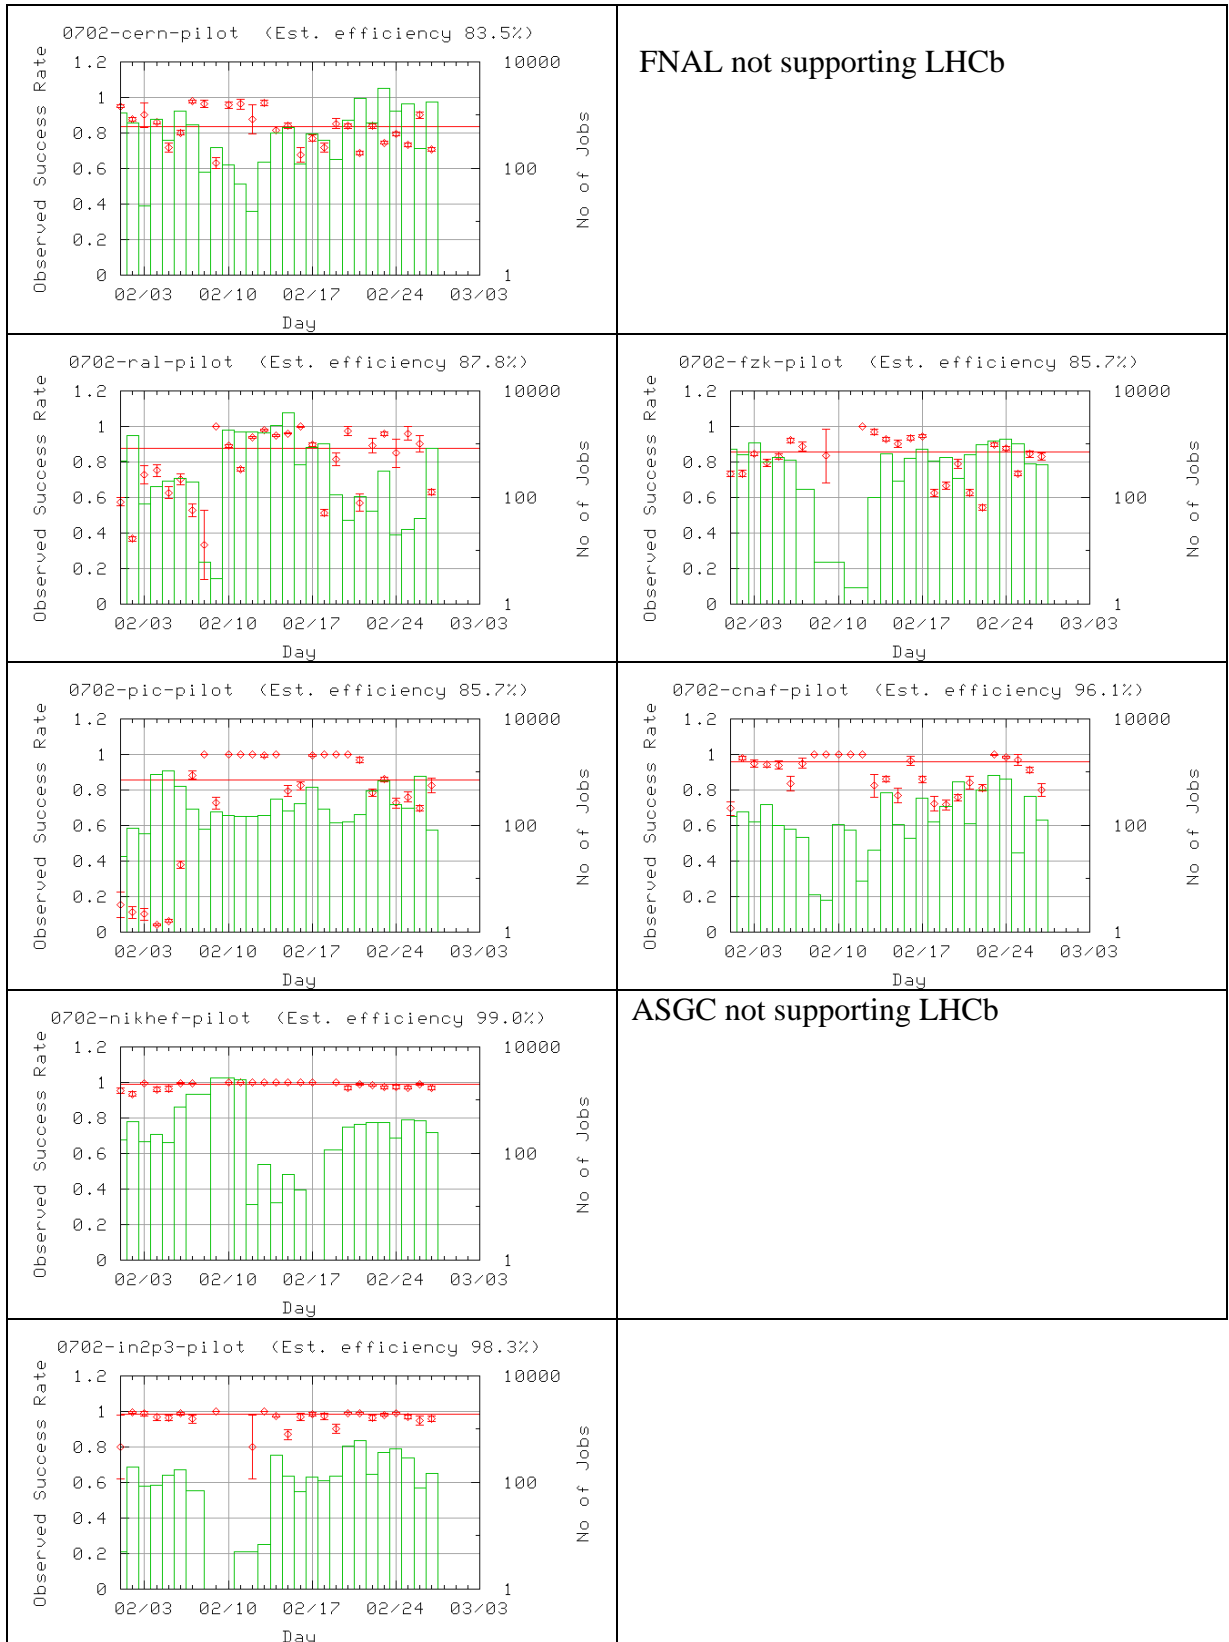 0702-cern-pilot (Est. efficiency 83.5%)
Observed Success Rate
1.2
1
0.8
0.6
0.4
0.2
0
10000
100
1
No of Jobs
02/03 02/10 02/17 02/24 03/03
Day
FNAL not supporting LHCb
0702-ral-pilot (Est. efficiency 87.8%)
Observed Success Rate
1.2
1
0.8
0.6
0.4
0.2
0
10000
100
1
No of Jobs
02/03 02/10 02/17 02/24 03/03
Day
0702-fzk-pilot (Est. efficiency 85.7%)
Observed Success Rate
1.2
1
0.8
0.6
0.4
0.2
0
10000
100
1
No of Jobs
02/03 02/10 02/17 02/24 03/03
Day
0702-pic-pilot (Est. efficiency 85.7%)
Observed Success Rate
1.2
1
0.8
0.6
0.4
0.2
0
10000
100
1
No of Jobs
02/03 02/10 02/17 02/24 03/03
Day
0702-cnaf-pilot (Est. efficiency 96.1%)
Observed Success Rate
1.2
1
0.8
0.6
0.4
0.2
0
10000
100
1
No of Jobs
02/03 02/10 02/17 02/24 03/03
Day
0702-nikhef-pilot (Est. efficiency 99.0%)
Observed Success Rate
1.2
1
0.8
0.6
0.4
0.2
0
10000
100
1
No of Jobs
02/03 02/10 02/17 02/24 03/03
Day
ASGC not supporting LHCb
0702-in2p3-pilot (Est. efficiency 98.3%)
Observed Success Rate
1.2
1
0.8
0.6
0.4
0.2
0
10000
100
1
No of Jobs
02/03 02/10 02/17 02/24 03/03
Day